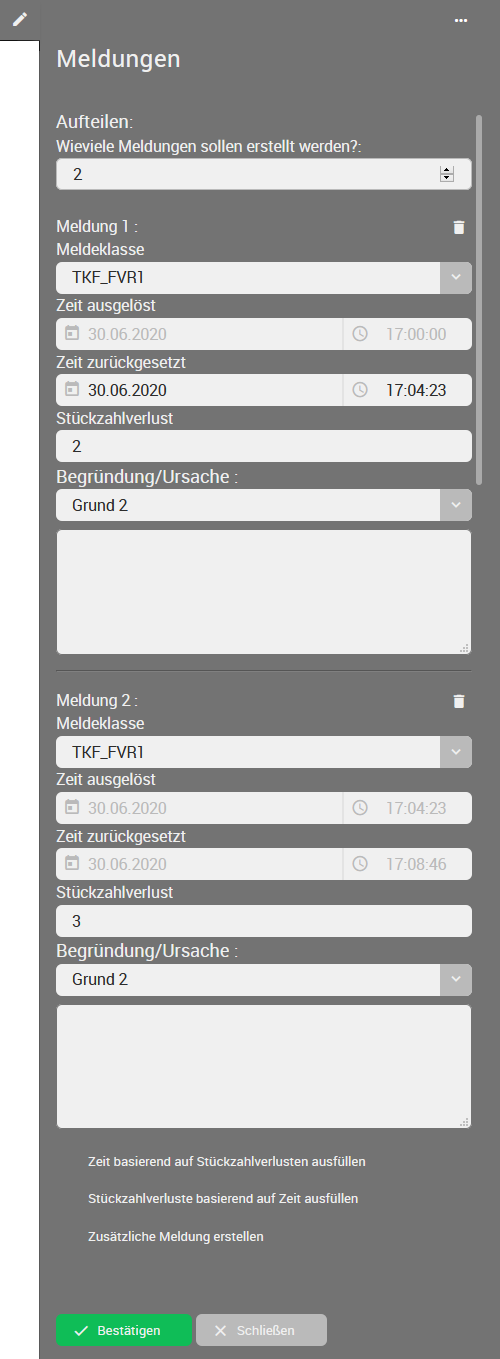 Meldungen
Aufteilen:
Wieviele Meldungen sollen erstellt werden?:
2
Meldung 1 :
Meldeklasse
TKF_FVR1
Zeit ausgelöst
30.06.2020 17:00:00
Zeit zurückgesetzt
30.06.2020 17:04:23
Stückzahlverlust
2
Begründung/Ursache :
Grund 2
Meldung 2 :
Meldeklasse
TKF_FVR1
Zeit ausgelöst
30.06.2020 17:04:23
Zeit zurückgesetzt
30.06.2020 17:08:46
Stückzahlverlust
3
Begründung/Ursache :
Grund 2
Zeit basierend auf Stückzahlverlusten ausfüllen
Stückzahlverluste basierend auf Zeit ausfüllen
Zusätzliche Meldung erstellen
Bestätigen Schließen